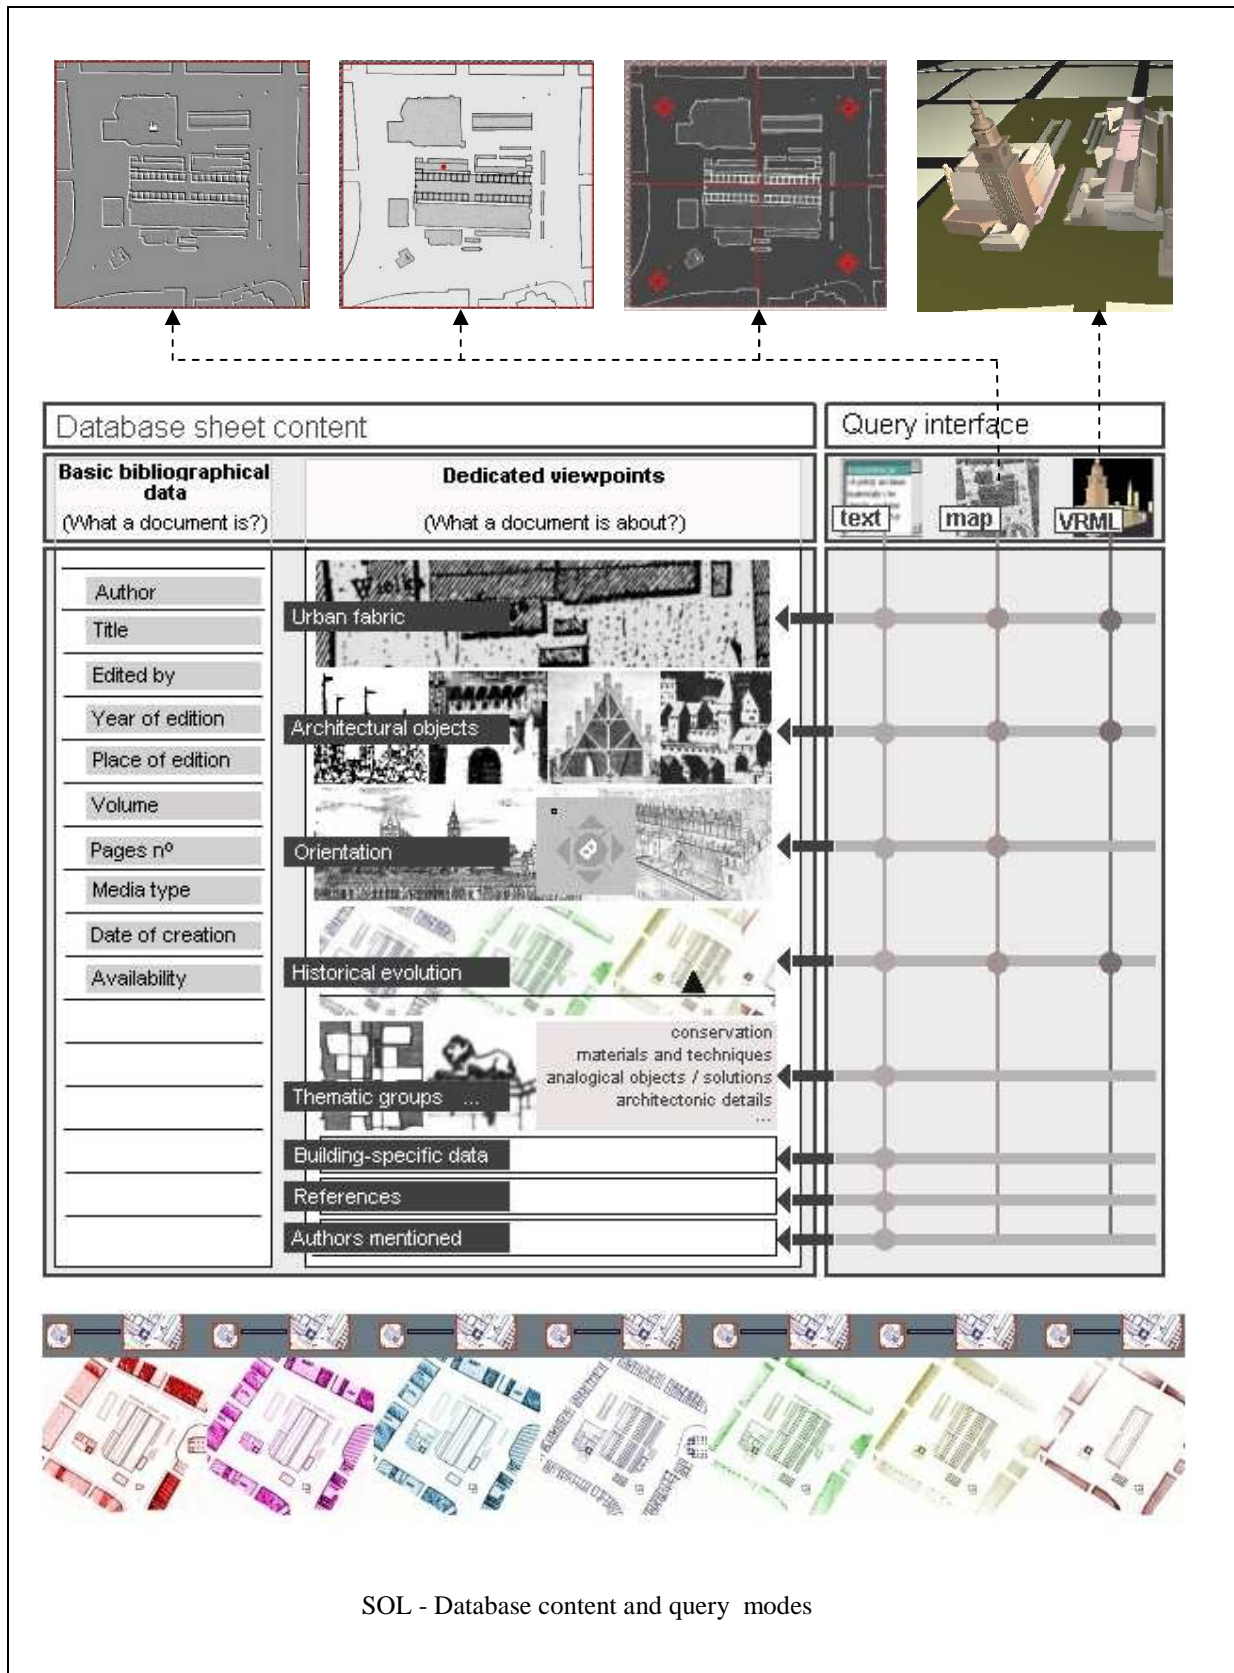 Database sheet content
Query interface
Basic bibliographical
data
(What a document is?)
Dedicated viewpoints
(What a document is about?)
text
map
VRML
Author
Title
Edited by
Year of edition
Place of edition
Volume
Pages nº
Media type
Date of creation
Availability
Urban fabric
Architectural objects
Orientation
Historical evolution
conservation
materials and techniques
analogical objects / solutions
architectonic details
...
Thematic groups ...
Building-specific data
References
Authors mentioned
SOL - Database content and query modes